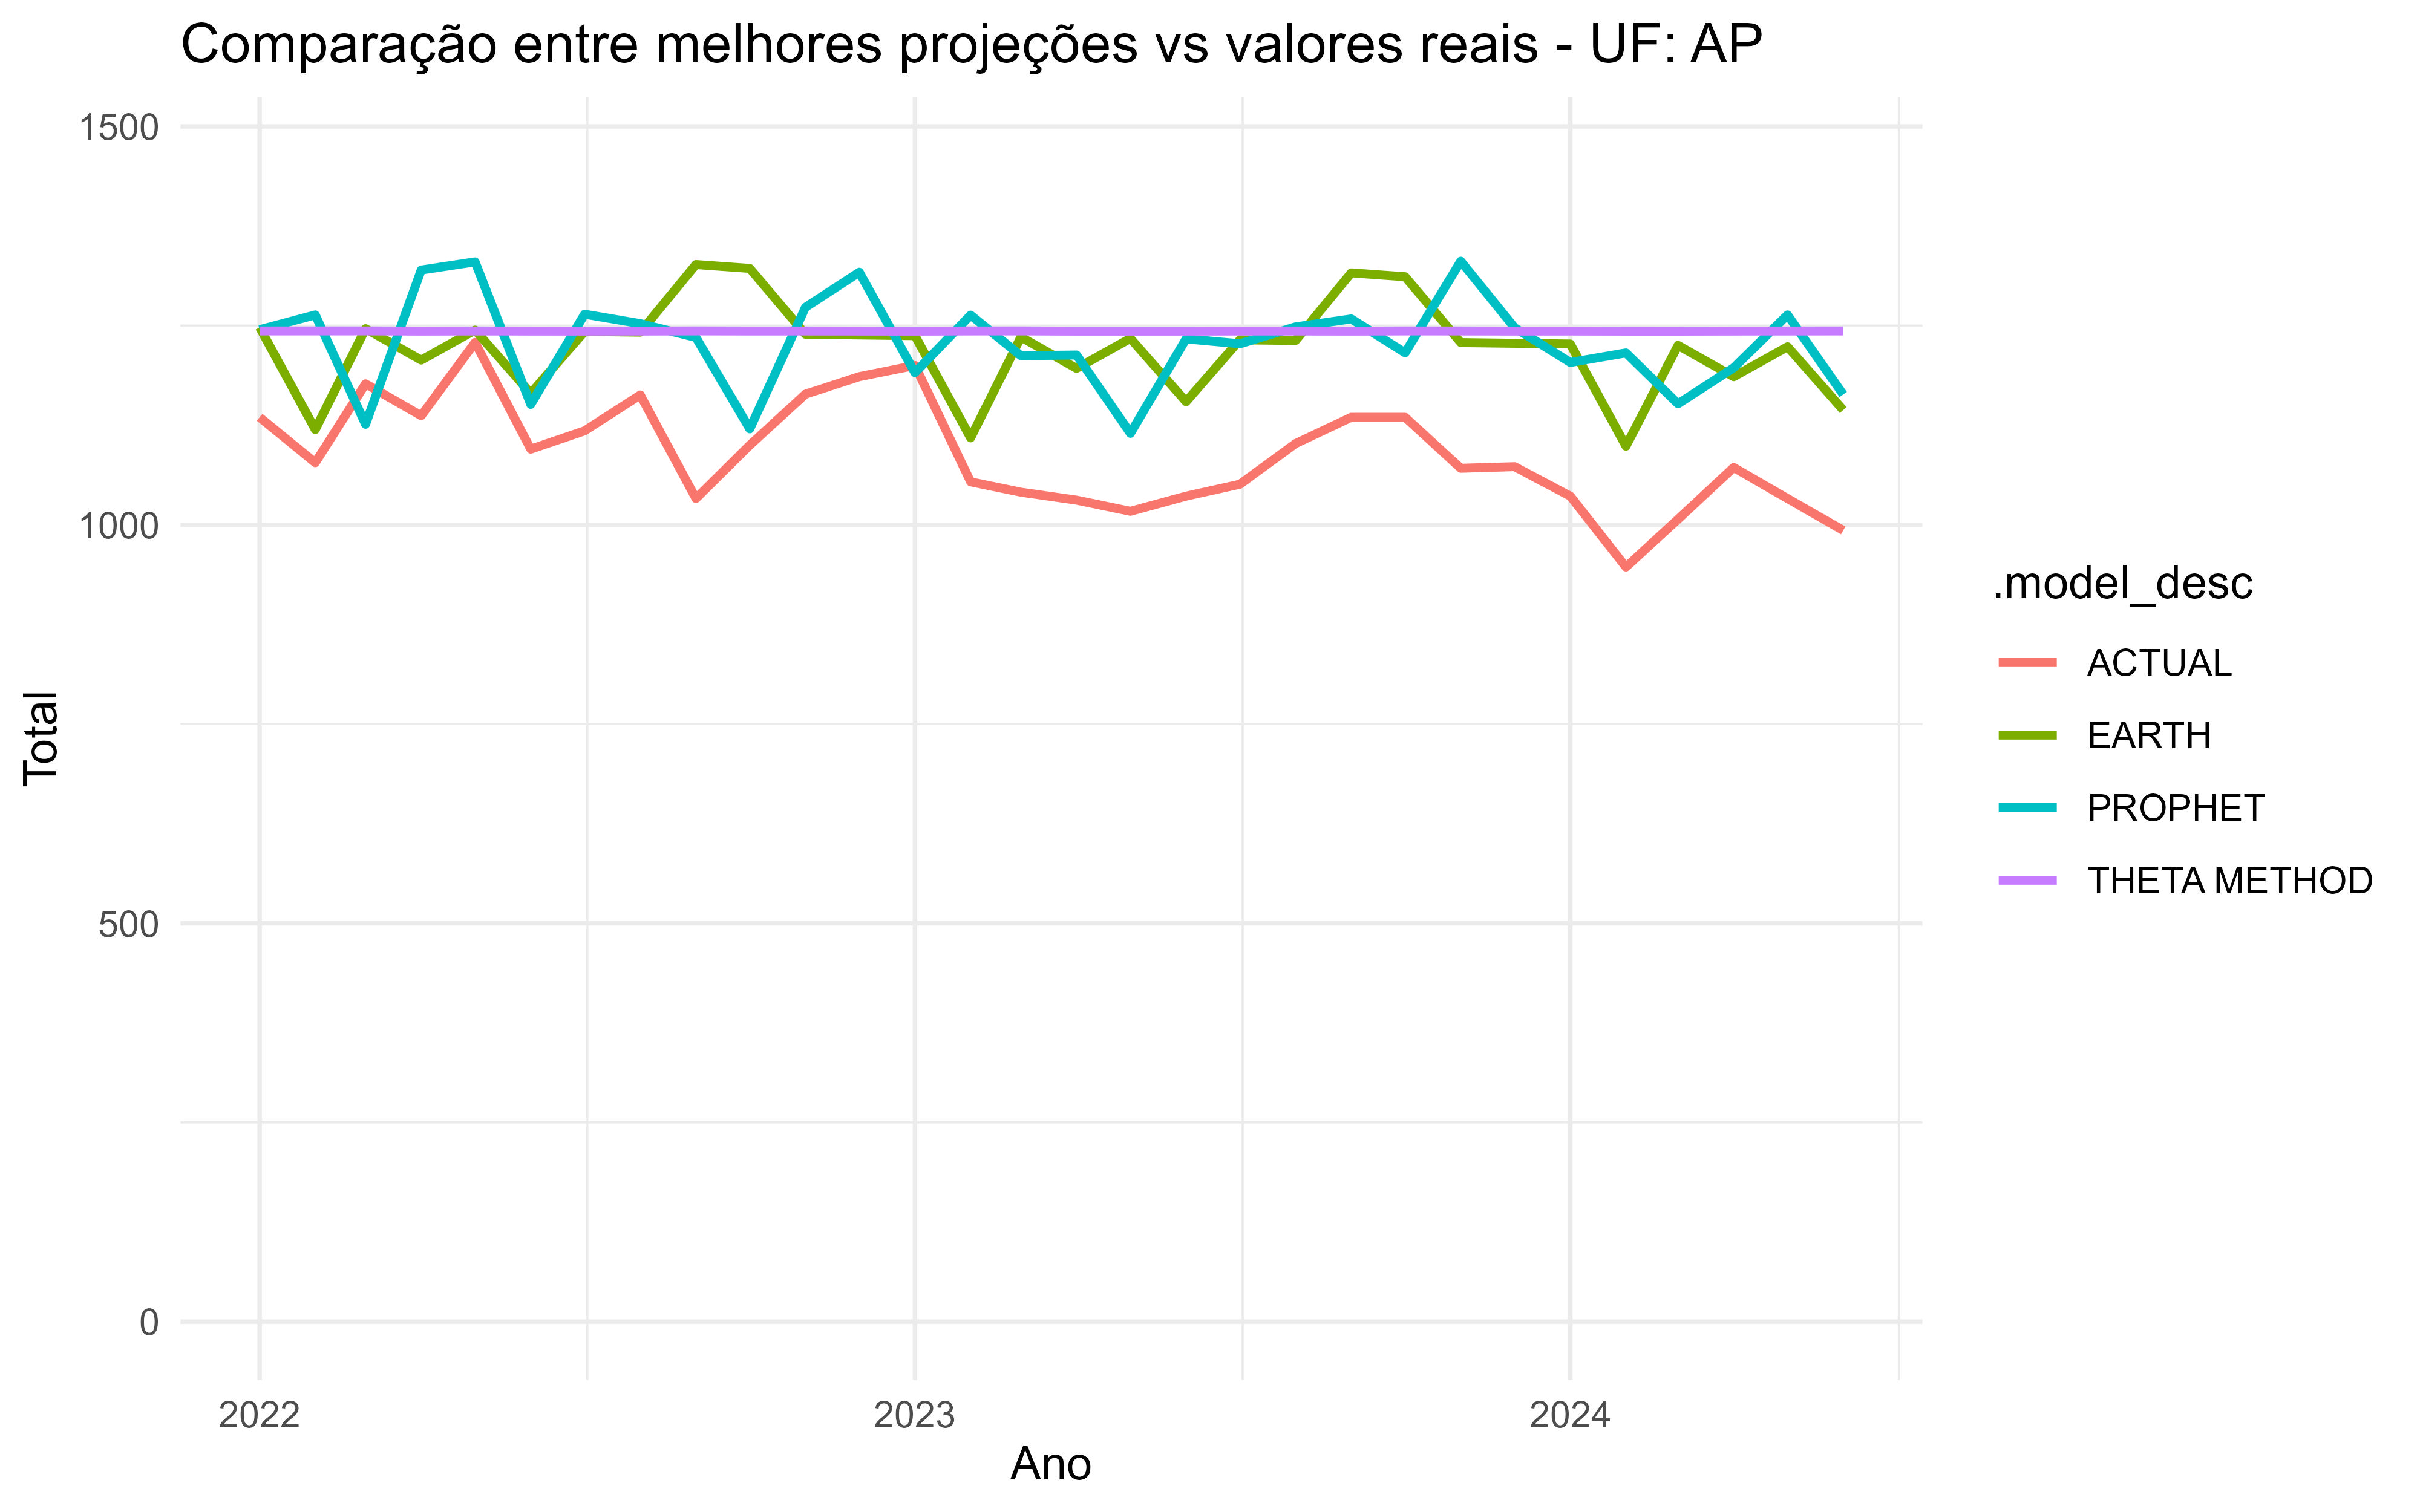 Comparação entre melhores projeções vs valores reais - UF: AP
1500
1000
500
0
Total
2022
2023
2024
Ano
.model_desc
ACTUAL
EARTH
PROPHET
THETA METHOD